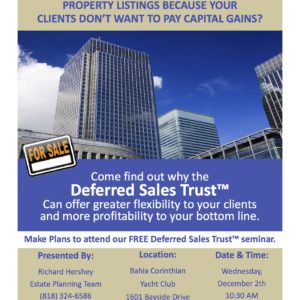 PROPERTY LISTINGS BECAUSE YOUR
CLIENTS DON'T WANT TO PAY CAPITAL GAINS?
FOR SALE
Come find out why the
Deferred Sales Trust™
Can offer greater flexibility to your clients
and more profitability to your bottom line.
Make Plans to attend our FREE Deferred Sales Trust™ seminar.
Presented By:
Richard Hershey
Estate Planning Team
(818) 324-6586
Location:
Bahia Corinthian
Yacht Club
1601 Bayside Drive
Date & Time:
Wednesday,
December 2th
10:30 AM